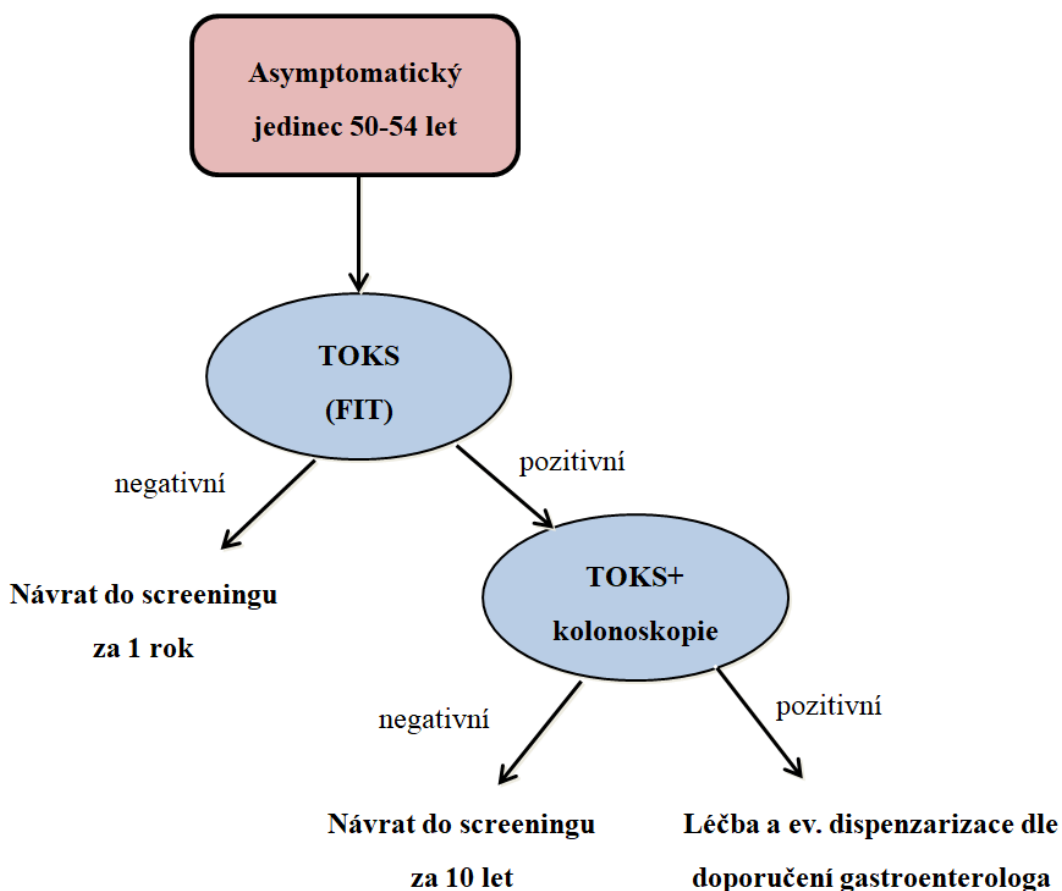 Asymptomatický
jedinec 50-54 let
TOKS
(FIT)
negativní
pozitivní
Návrat do screeningu
za 1 rok
TOKS+
kolonoskopie
negativní
pozitivní
Návrat do screeningu
za 10 let
Léčba a ev. dispenzarizace dle
doporučení gastroenterologa